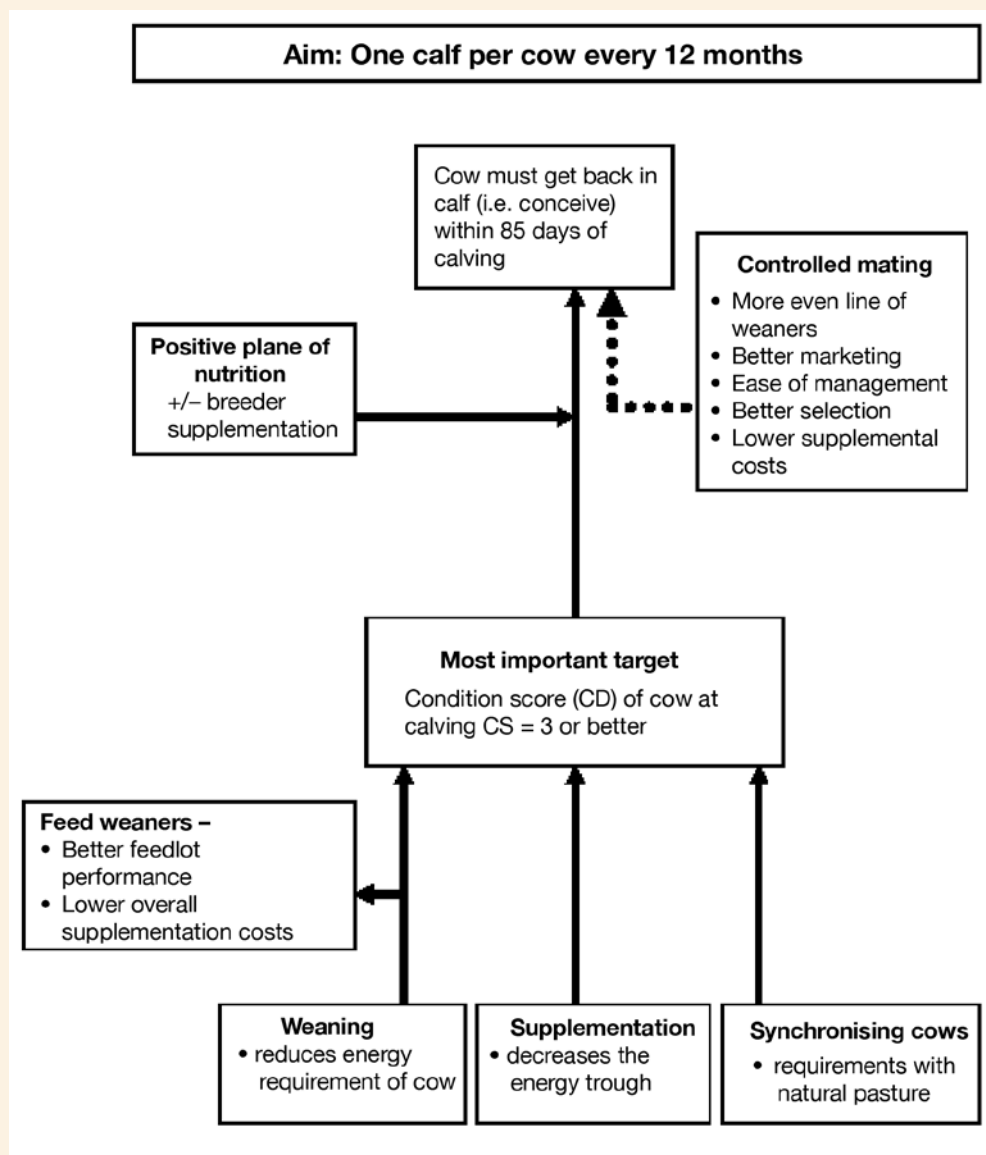 Aim: One calf per cow every 12 months
Cow must get back in
calf (i.e. conceive)
within 85 days of
calving
Controlled mating
• More even line of
weaners
• Better marketing
• Ease of management
• Better selection
• Lower supplemental
costs
Positive plane of
nutrition
+/– breeder
supplementation
Most important target
Condition score (CD) of cow at
calving CS = 3 or better
Feed weaners –
• Better feedlot
performance
• Lower overall
supplementation costs
Weaning
• reduces energy
requirement of cow
Supplementation
• decreases the
energy trough
Synchronising cows
• requirements with
natural pasture